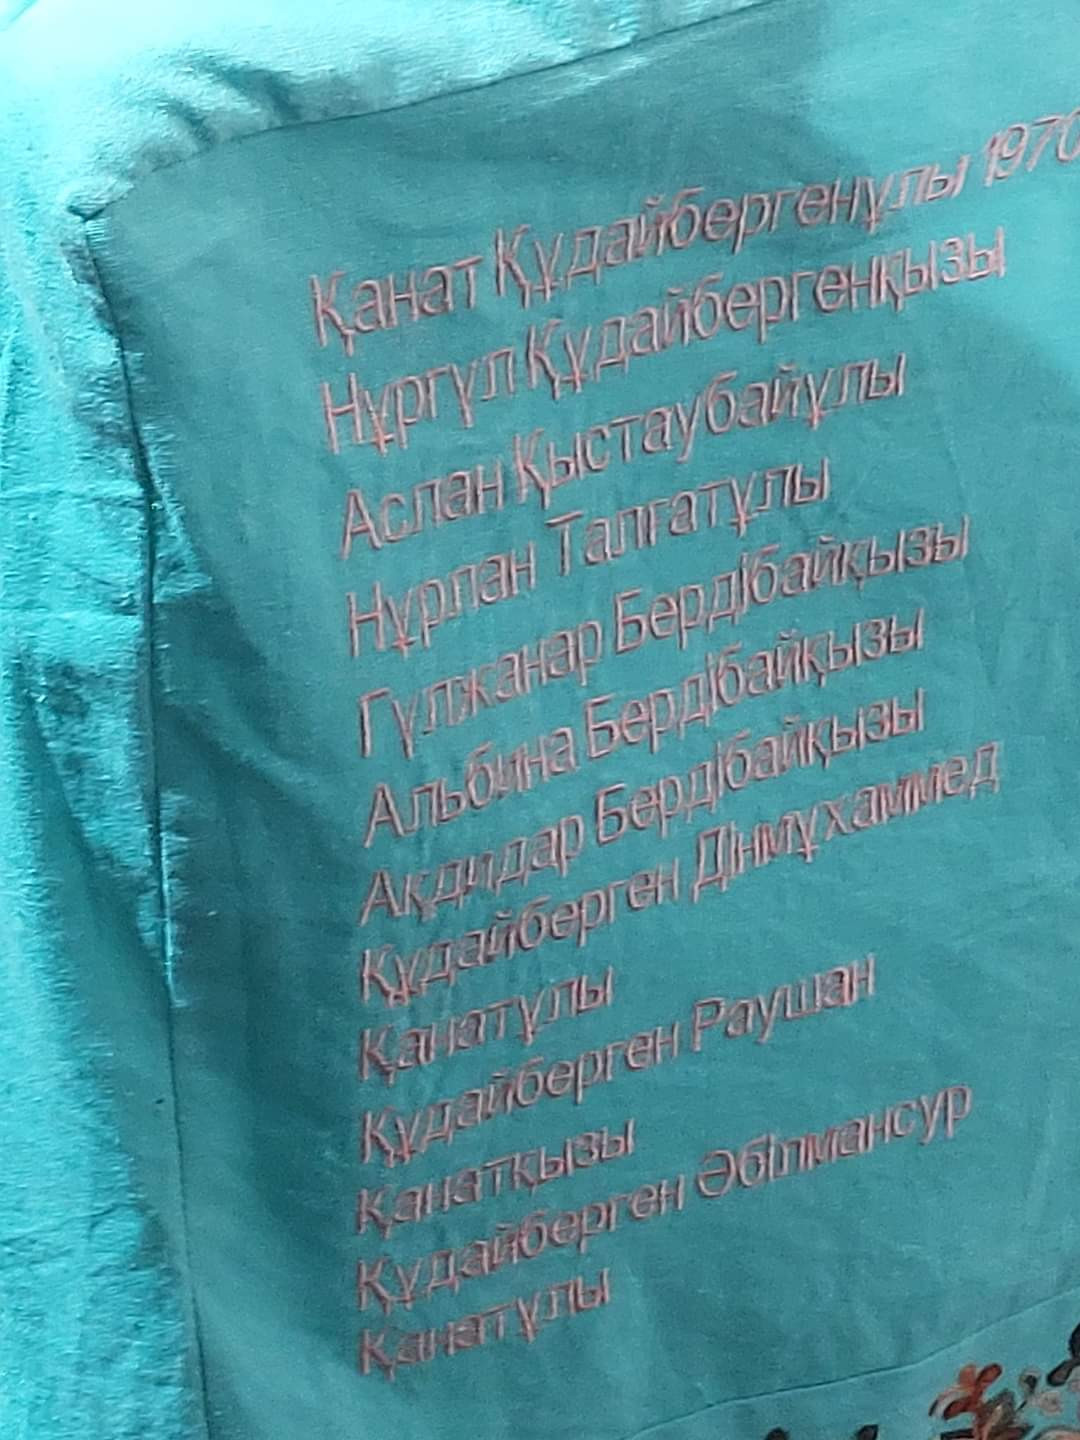 Қанат Құдайбергенұлы 1970
Нұргүл Құдайбергенқызы
Аслан Қыстаубайұлы
Нұрлан Талғатұлы
Гүлжанар Бердібайқызы
Альбина Бердібайқызы
Ақдидар Бердібайқызы
Құдайберген Дінмұхаммед
Қанатұлы
Құдайберген Раушан
Қанатқызы
Құдайберген Әбілмансур
Қанатұлы